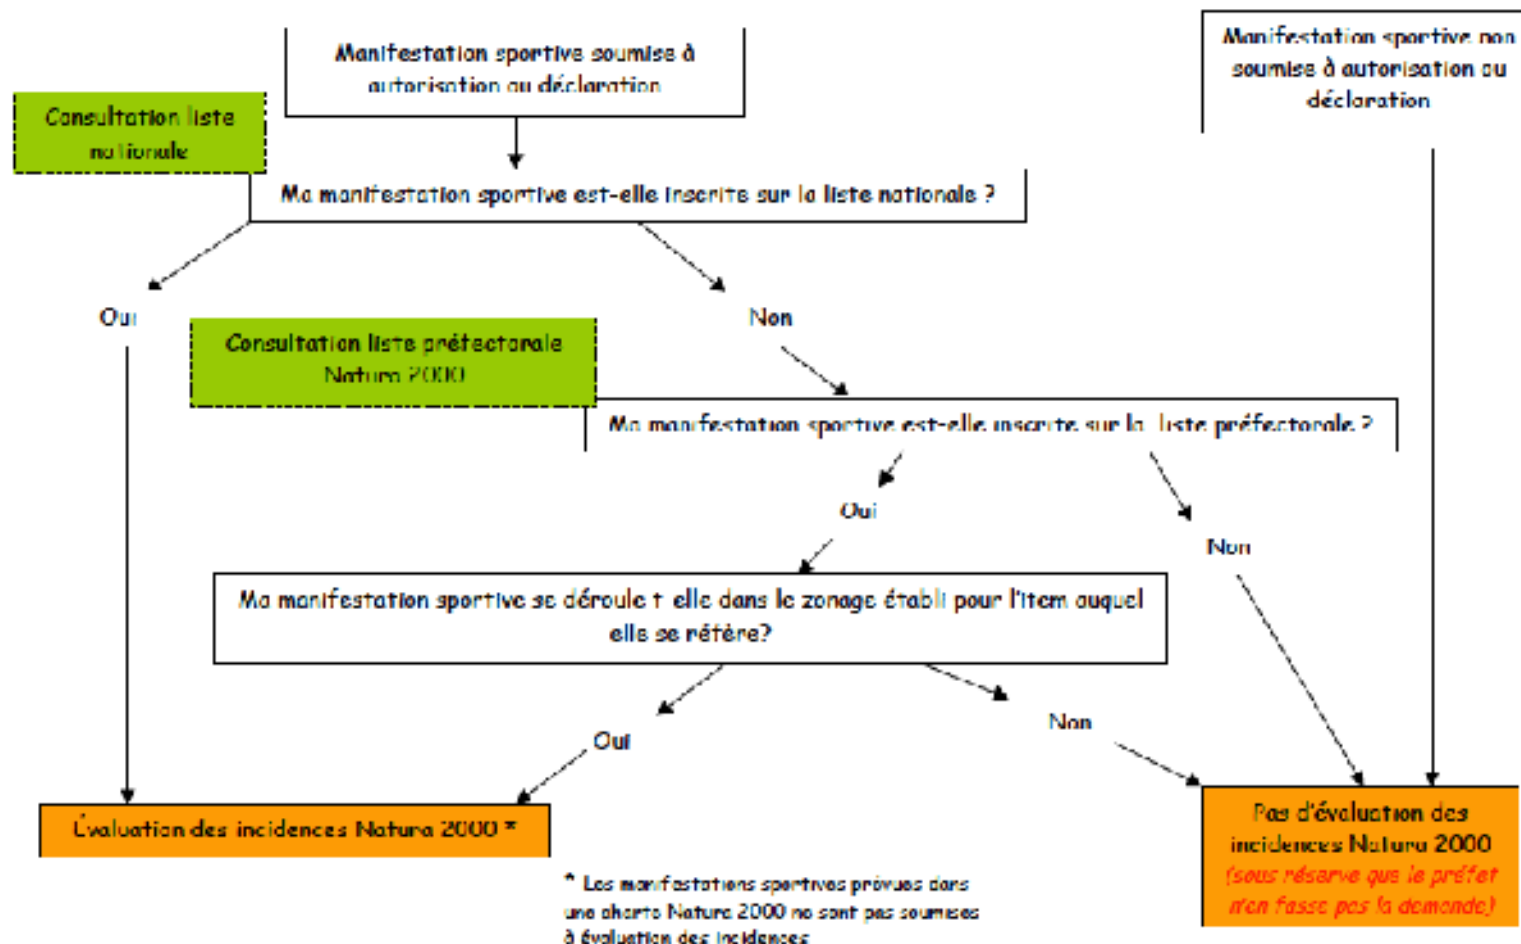 Manifestation sportive soumise à
autorisation ou déclaration
Manifestation sportive non
soumise à autorisation ou
déclaration
Consultation liste
nationale
Ma manifestation sportive est-elle inscrite sur la liste nationale ?
Oui
Non
Consultation liste préfectorale
Natura 2000
Ma manifestation sportive est-elle inscrite sur la liste préfectorale ?
Oui
Non
Ma manifestation sportive se déroule t elle dans le zonage établi pour l'item auquel
elle se réfère?
Oui
Non
Évaluation des incidences Natura 2000 *
Pas d'évaluation des
incidences Natura 2000
(sous réserve que le préfet
n'en fasse pas la demande)
* Les manifestations sportives prévues dans
une charte Natura 2000 ne sont pas soumises
à évaluation des incidences